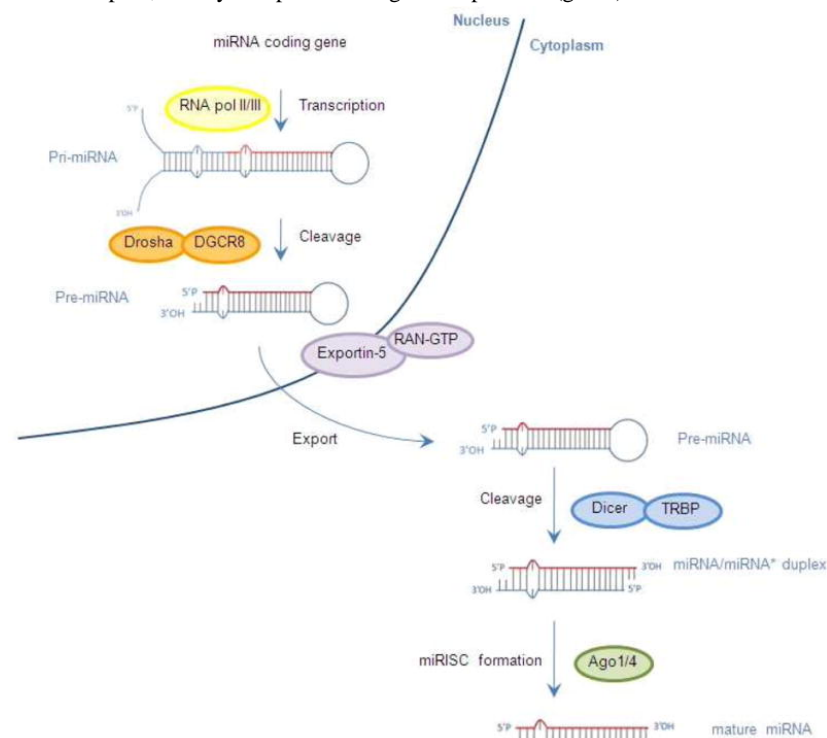 Nucleus
Cytoplasm
miRNA coding gene
RNA pol II/III
Transcription
5'P
Pri-miRNA
3'OH
Drosha
DGCR8
Cleavage
Pre-miRNA
5'P
3'OH
Exportin-5
RAN-GTP
Export
5'P
3'OH
Pre-miRNA
Cleavage
Dicer
TRBP
5'P
3'OH
miRNA/miRNA* duplex
3'OH
5'P
miRISC formation
Ago1/4
5'P
3'OH
mature miRNA